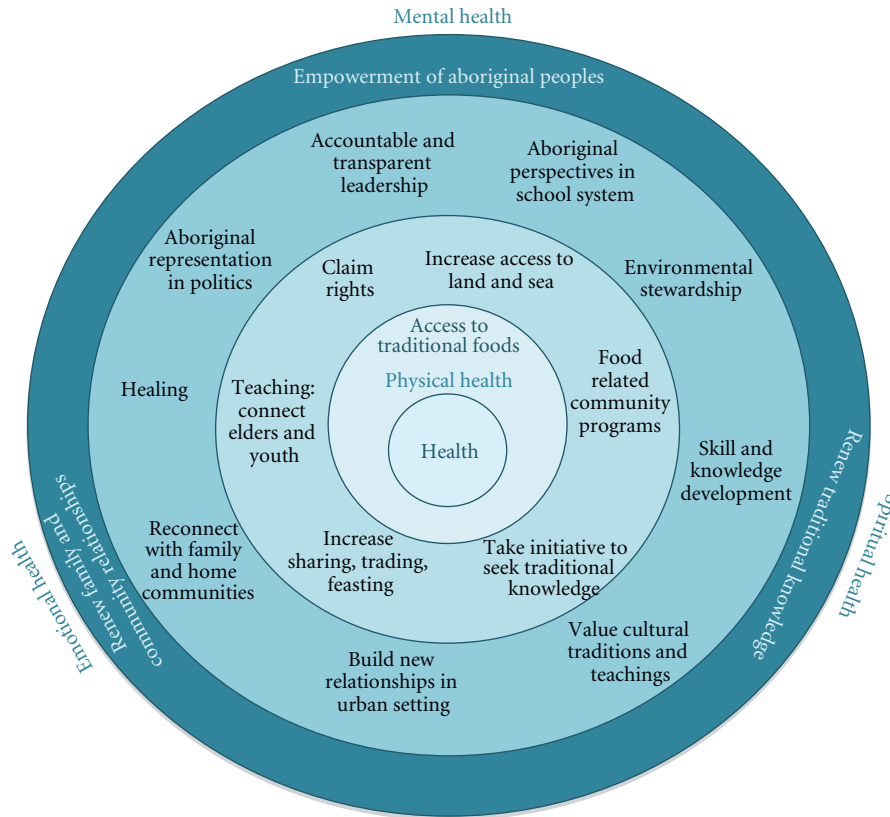 Mental health
Empowerment of aboriginal peoples
Accountable and
transparent
leadership
Aboriginal
perspectives in
school system
Aboriginal
representation
in politics
Claim
rights
Increase access to
land and sea
Environmental
stewardship
Access to
traditional foods
Physical health
Health
Healing
Teaching:
connect
elders and
youth
Food
related
community
programs
Skill and
knowledge
development
Reconnect
with family
and home
communities
Increase
sharing, trading,
feasting
Take initiative to
seek traditional
knowledge
Build new
relationships in
urban setting
Value cultural
traditions and
teachings
Renew family and
community relationships
Emotional health
Renew traditional knowledge
Spiritual health